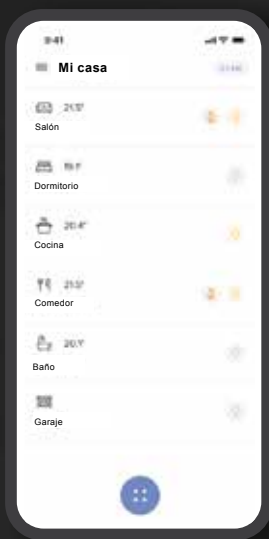 9:41
Mi casa
21.5°
Salón
Dormitorio
20.4°
Cocina
21.5°
Comedor
20.1°
Baño
Garaje